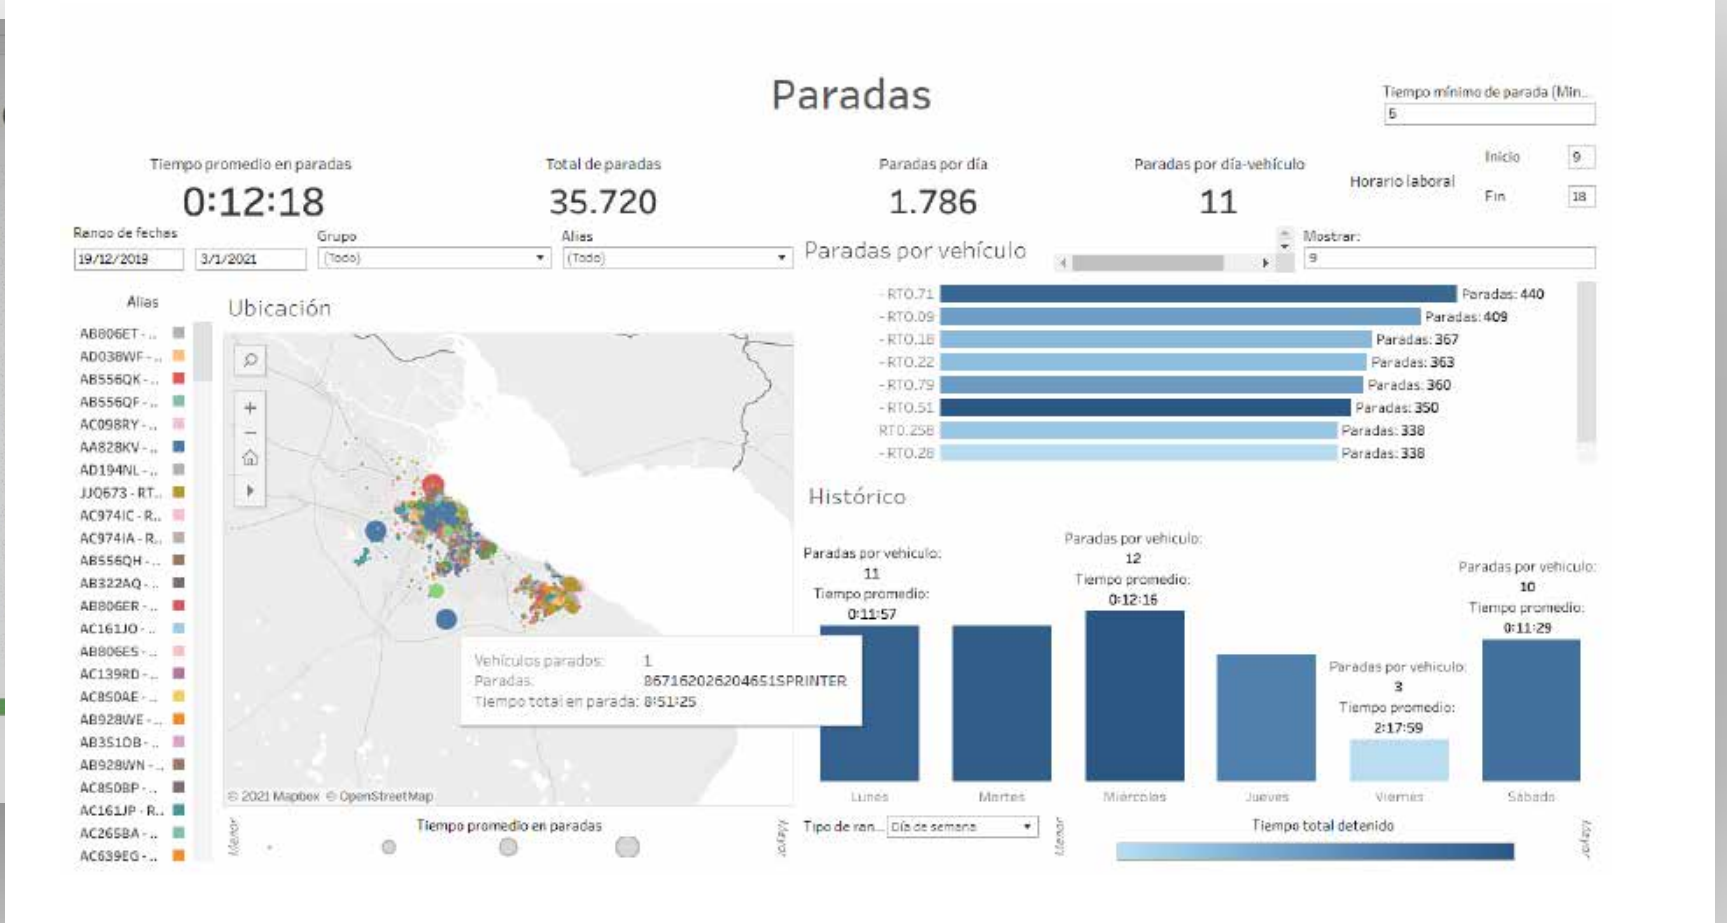 Paradas
Tiempo mínimo de parada (Min...
5
Tiempo promedio en paradas
0:12:18
Total de paradas
35.720
Paradas por día
1.786
Paradas por día-vehículo
11
Horario laboral
Inicio
9
Fin
18
Rango de fechas
19/12/2019
3/1/2021
Grupo
(Todo)
Alias
(Todo)
Paradas por vehículo
Mostrar:
9
Alias
AB806ET - ..
AD038WF - ..
AB556QK - ..
AB556QF - ..
AC098RY - ..
AA828KV - ..
AD194NL - ..
JJQ673 - RT..
AC974IC - R..
AC974IA - R..
AB556QH - ..
AB322AQ - ..
AB806ER - ..
AC161JO - ..
AB806ES - ..
AC139RD - ..
AC850AE - ..
AB928WE - ..
AB351OB - ..
AB928WN - ..
AC850BP - ..
AC161JP - R..
AC265BA - ..
AC639EG - ..
Ubicación
© 2021 Mapbox © OpenStreetMap
Vehículos parados: 1
Paradas: 867162026204651SPRINTER
Tiempo total en parada: 8:51:25
Menor
Tiempo promedio en paradas
Mayor
- RTO.71 Paradas: 440
- RTO.09 Paradas: 409
- RTO.18 Paradas: 367
- RTO.22 Paradas: 363
- RTO.79 Paradas: 360
- RTO.51 Paradas: 350
RTO.258 Paradas: 338
- RTO.28 Paradas: 338
Histórico
Paradas por vehiculo:
11
Tiempo promedio:
0:11:57
Paradas por vehiculo:
12
Tiempo promedio:
0:12:16
Paradas por vehiculo:
3
Tiempo promedio:
2:17:59
Paradas por vehiculo:
10
Tiempo promedio:
0:11:29
Lunes
Martes
Miércoles
Jueves
Viernes
Sábado
Tipo de ran...
Día de semana
Menor
Tiempo total detenido
Mayor